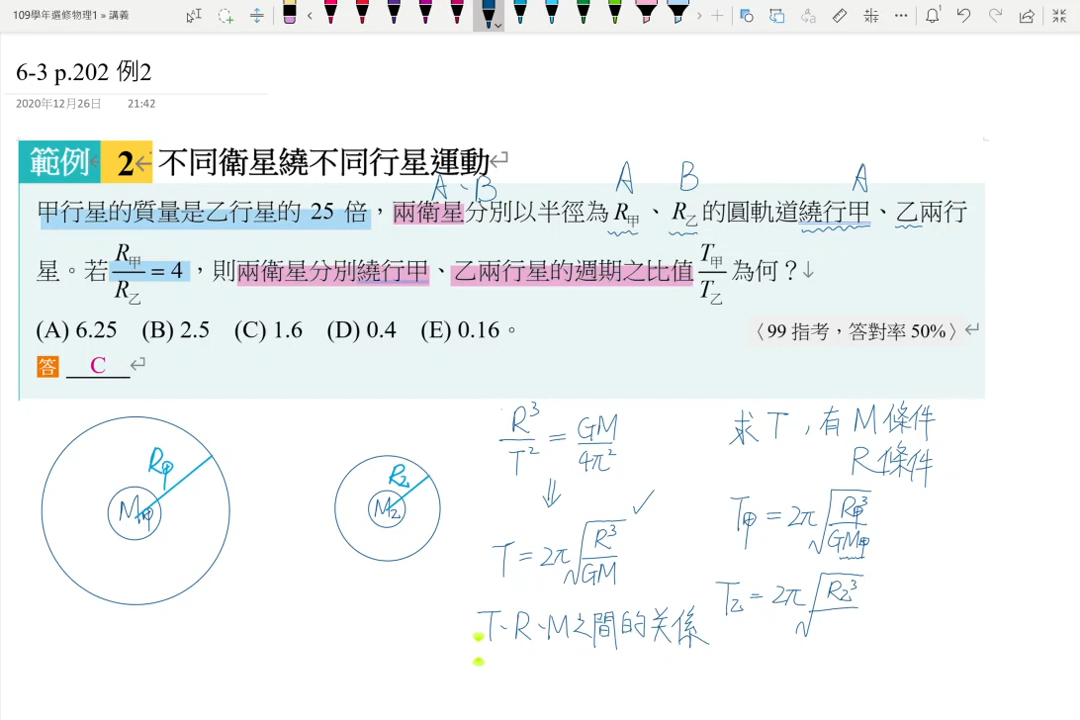 109學年選修物理1 » 講義
6-3 p.202 例2
2020年12月26日 21:42
範例 2 不同衛星繞不同行星運動
A、B A B A
甲行星的質量是乙行星的 25 倍，兩衛星分別以半徑為 R甲、R乙 的圓軌道繞行甲、乙兩行
星。若 R甲/R乙 = 4，則兩衛星分別繞行甲、乙兩行星的週期之比值 T甲/T乙 為何？
(A) 6.25 (B) 2.5 (C) 1.6 (D) 0.4 (E) 0.16。 〈99 指考，答對率 50%〉
答 C
R甲 M甲
R乙 M乙
R³/T² = GM/4π²
⇓
T = 2π√(R³/GM) ✓
T、R、M之間的关係
求 T，有 M 條件
R 條件
T甲 = 2π√(R甲³/GM甲)
T乙 = 2π√(R乙³/